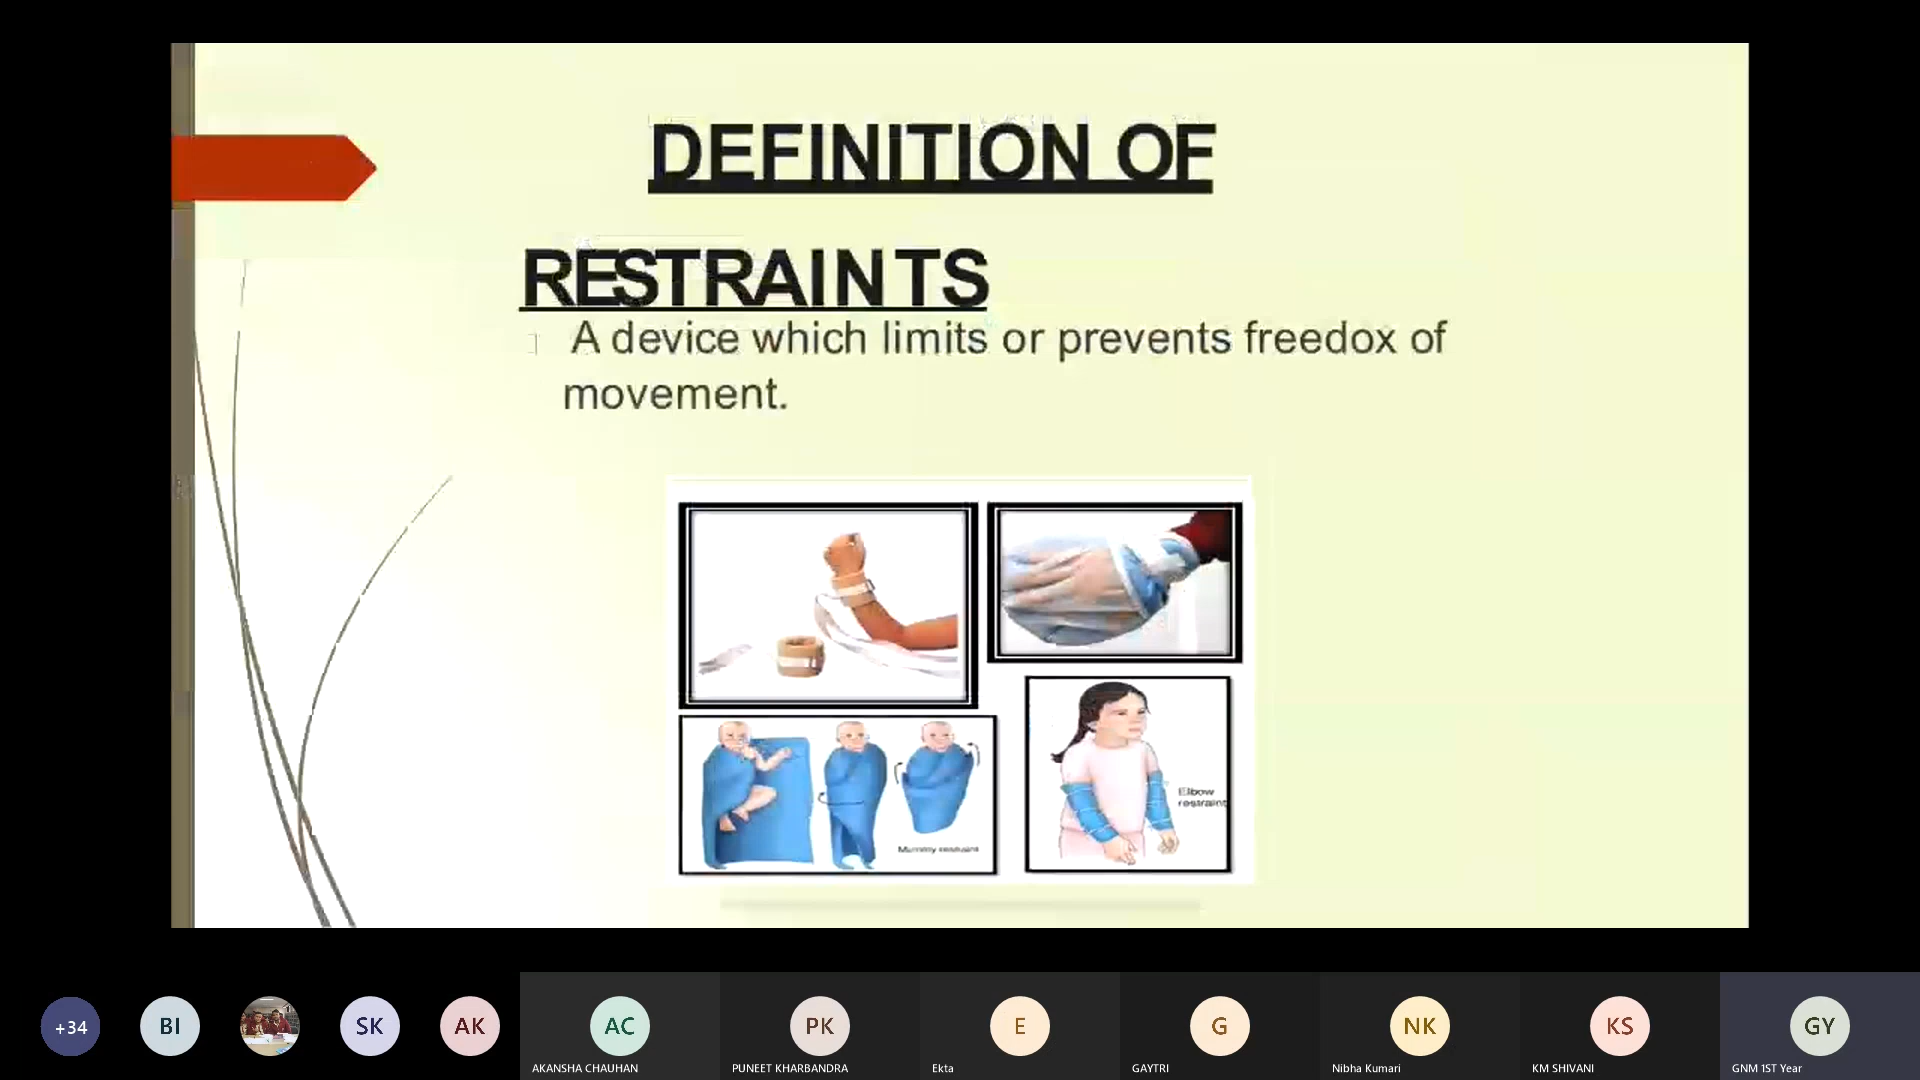 DEFINITION OF
RESTRAINTS
A device which limits or prevents freedox of
movement.
Elbow
restraint
Mummy restraint
+34
BI
SK
AK
AC
PK
E
G
NK
KS
GY
AKANSHA CHAUHAN
PUNEET KHARBANDRA
Ekta
GAYTRI
Nibha Kumari
KM SHIVANI
GNM 1ST Year